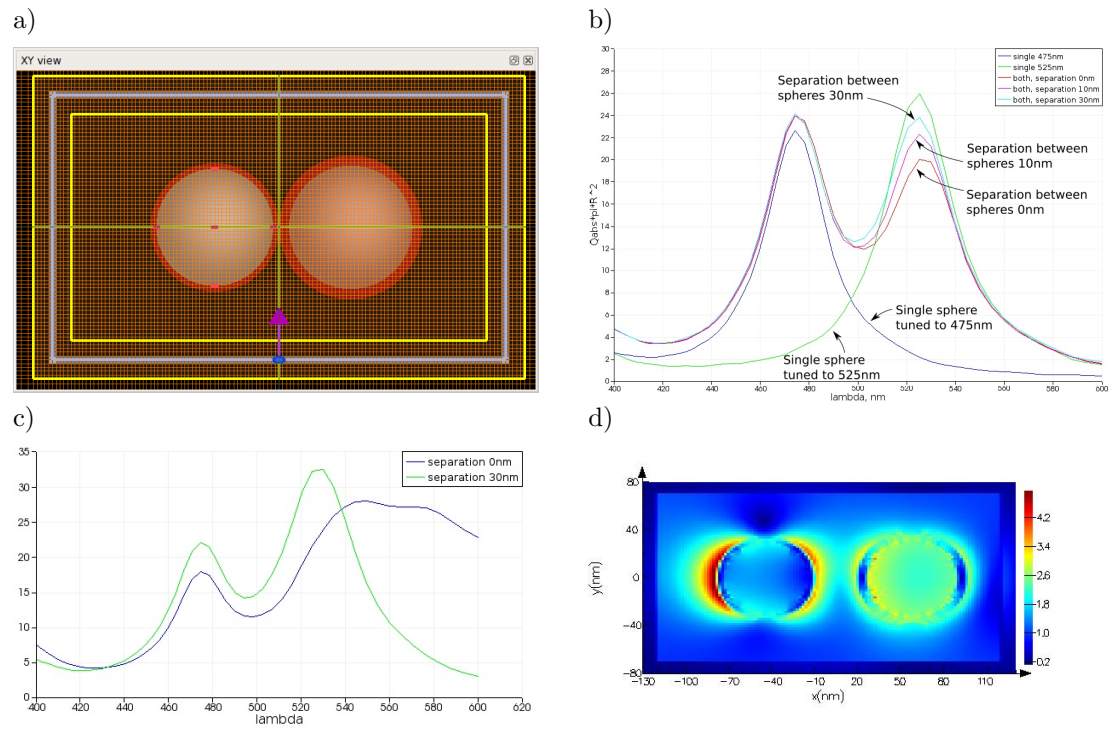 a)
XY view
b)
30
28
26
24
22
20
18
16
14
12
10
8
6
4
2
0
Qabs*pi*R^2
single 475nm
single 525nm
both, separation 0nm
both, separation 10nm
both, separation 30nm
Separation between
spheres 30nm
Separation between
spheres 10nm
Separation between
spheres 0nm
Single sphere
tuned to 475nm
Single sphere
tuned to 525nm
400 420 440 460 480 500 520 540 560 580 600
lambda, nm
c)
35
30
25
20
15
10
5
0
separation 0nm
separation 30nm
400 420 440 460 480 500 520 540 560 580 600 620
lambda
d)
80
40
0
-40
-80
y(nm)
-130 -100 -70 -40 -10 20 50 80 110
x(nm)
4.2
3.4
2.6
1.8
1.0
0.2